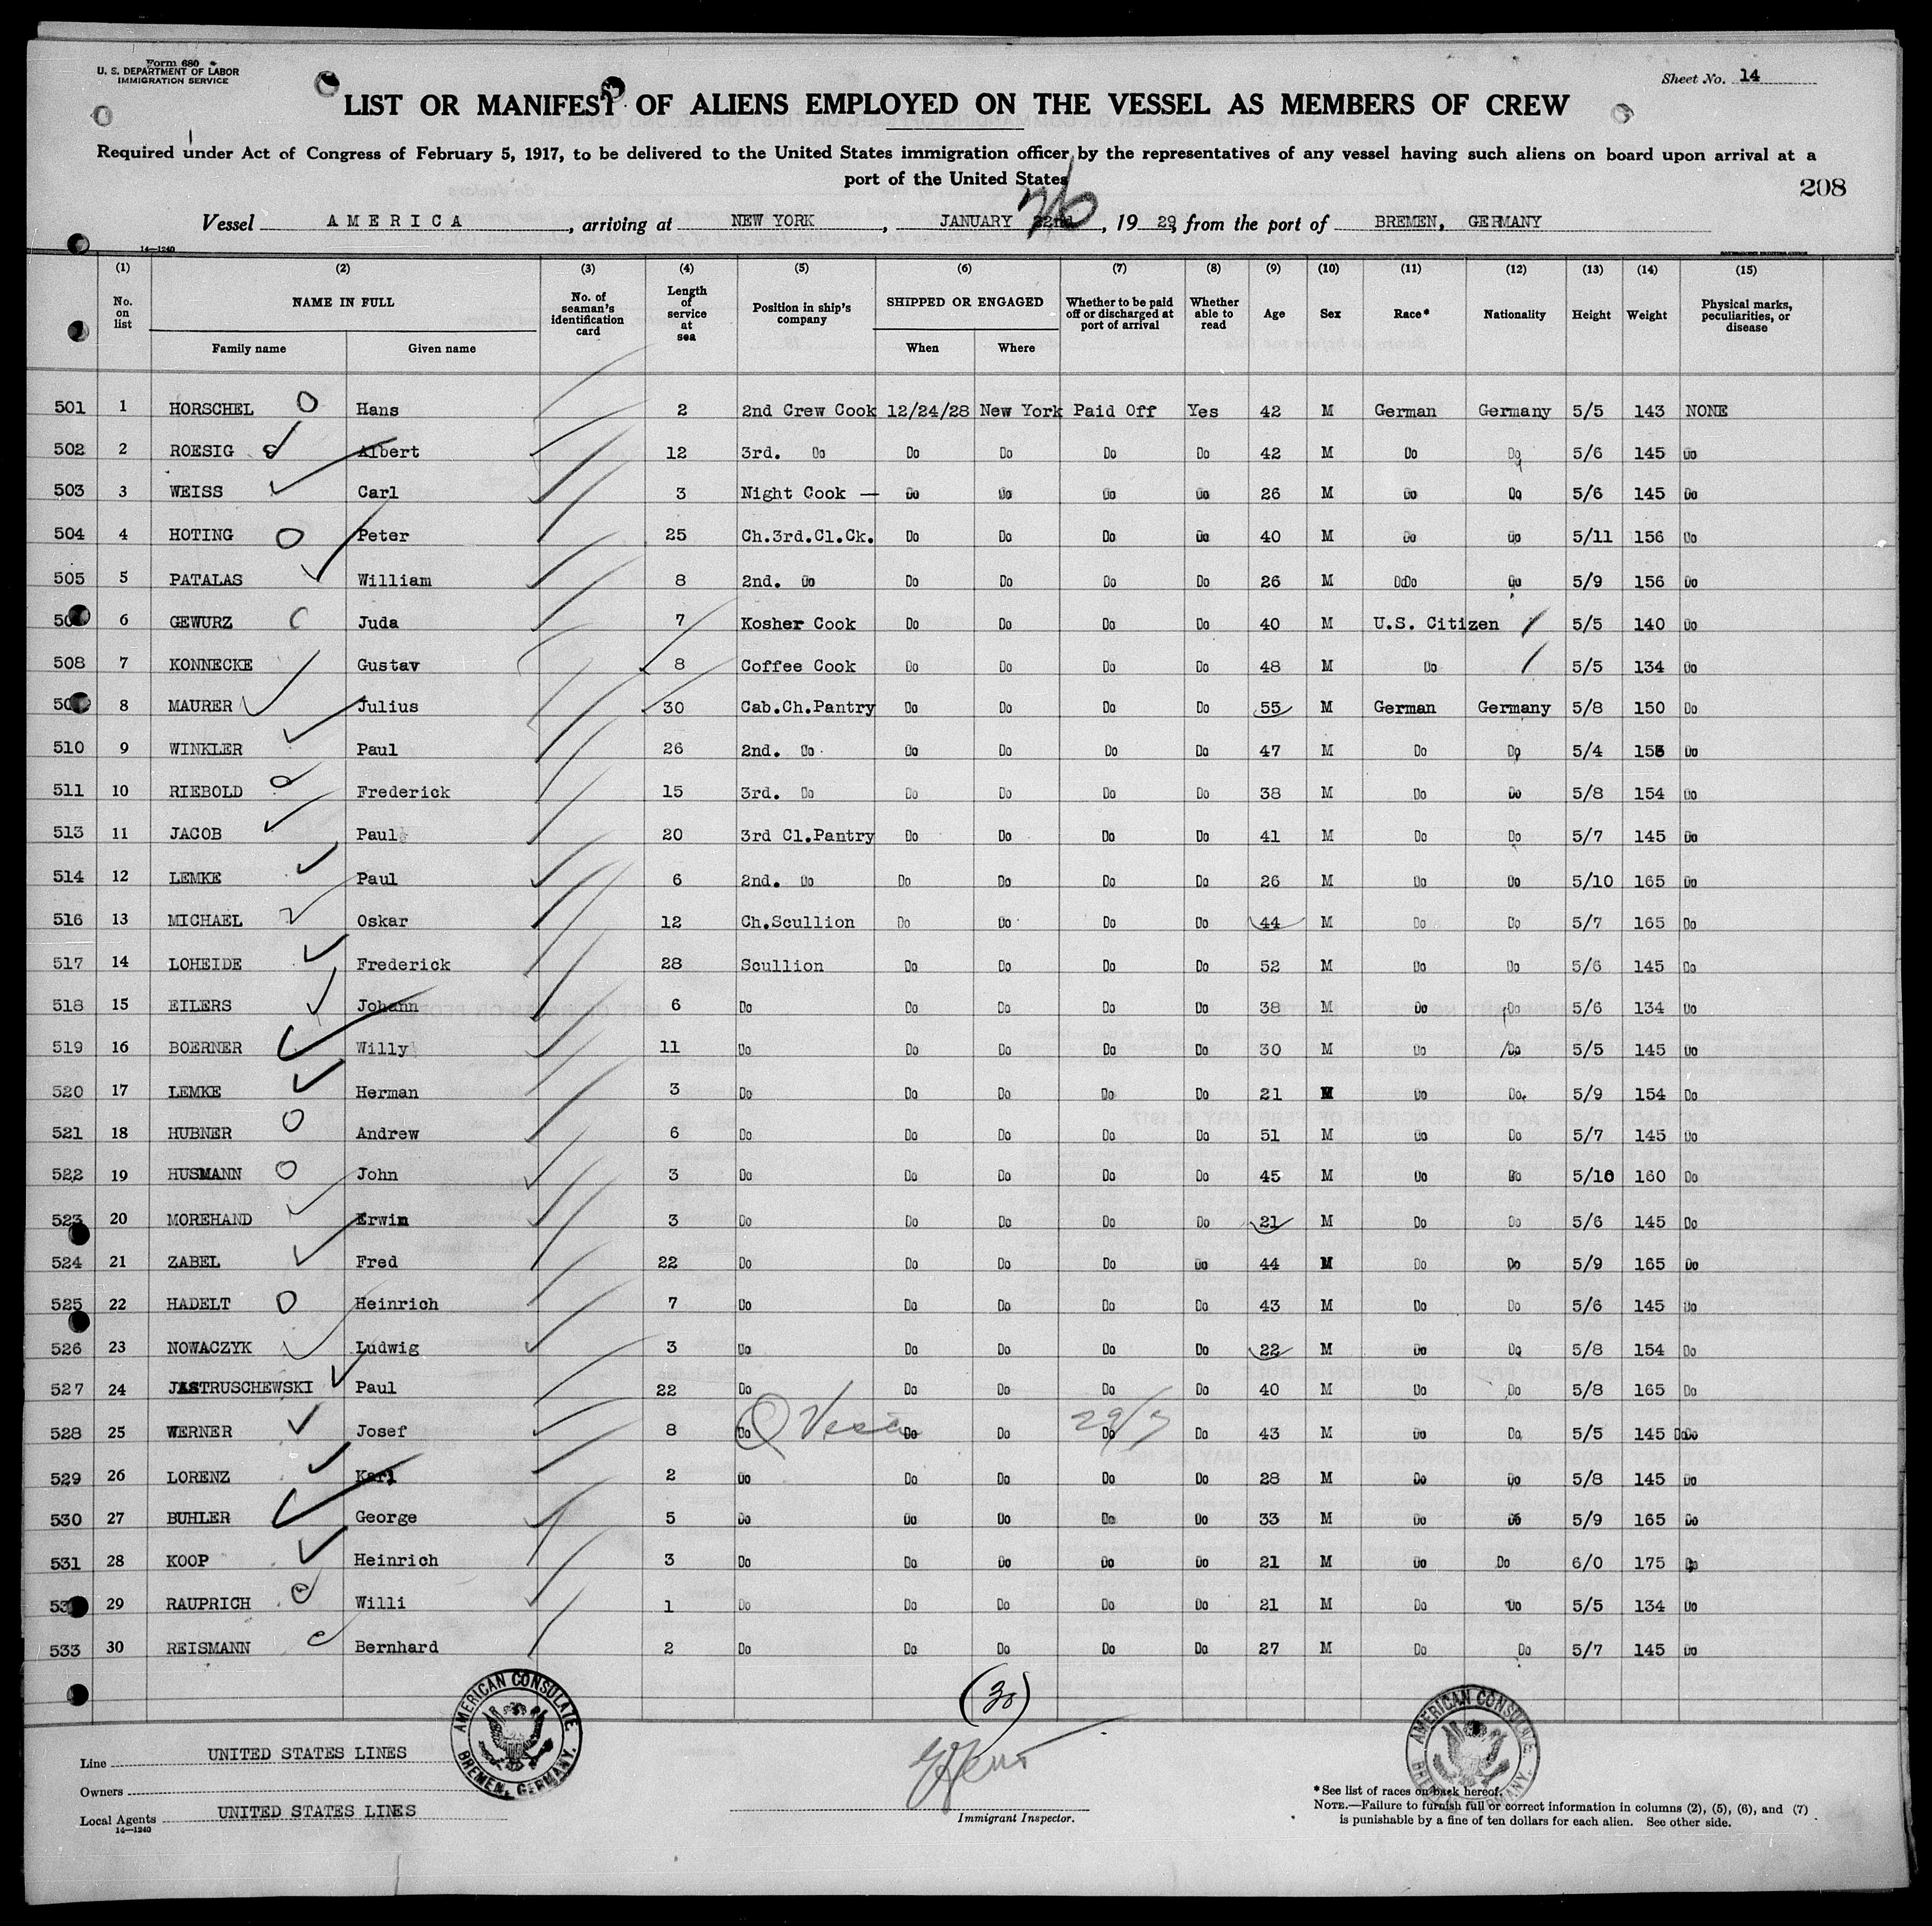 Form 680
U. S. DEPARTMENT OF LABOR
IMMIGRATION SERVICE
Sheet No. 14
LIST OR MANIFEST OF ALIENS EMPLOYED ON THE VESSEL AS MEMBERS OF CREW
Required under Act of Congress of February 5, 1917, to be delivered to the United States immigration officer by the representatives of any vessel having such aliens on board upon arrival at a
port of the United States
208
Vessel AMERICA, arriving at NEW YORK, JANUARY 26, 1929, from the port of BREMEN, GERMANY
14—1240
(1) (2) (3) (4) (5) (6) (7) (8) (9) (10) (11) (12) (13) (14) (15)
No. on list NAME IN FULL No. of seaman's identification card Length of service at sea Position in ship's company SHIPPED OR ENGAGED Whether to be paid off or discharged at port of arrival Whether able to read Age Sex Race* Nationality Height Weight Physical marks, peculiarities, or disease
Family name Given name When Where
501 1 HORSCHEL Hans 2 2nd Crew Cook 12/24/28 New York Paid Off Yes 42 M German Germany 5/5 143 NONE
502 2 ROESIG Albert 12 3rd. Do Do Do Do Do 42 M Do Do 5/6 145 Do
503 3 WEISS Carl 3 Night Cook — Do Do Do Do 26 M Do Do 5/6 145 Do
504 4 HOTING Peter 25 Ch.3rd.Cl.Ck. Do Do Do Do 40 M Do Do 5/11 156 Do
505 5 PATALAS William 8 2nd. Do Do Do Do Do 26 M DoDo Do 5/9 156 Do
6 GEWURZ Juda 7 Kosher Cook Do Do Do Do 40 M U.S. Citizen 5/5 140 Do
508 7 KONNECKE Gustav 8 Coffee Cook Do Do Do Do 48 M Do 5/5 134 Do
8 MAURER Julius 30 Cab.Ch.Pantry Do Do Do Do 55 M German Germany 5/8 150 Do
510 9 WINKLER Paul 26 2nd. Do Do Do Do Do 47 M Do Do 5/4 Do
511 10 RIEBOLD Frederick 15 3rd. Do Do Do Do Do 38 M Do Do 5/8 154 Do
513 11 JACOB Paul 20 3rd Cl.Pantry Do Do Do Do 41 M Do Do 5/7 145 Do
514 12 LEMKE Paul 6 2nd. Do Do Do Do Do 26 M Do Do 5/10 165 Do
516 13 MICHAEL Oskar 12 Ch.Scullion Do Do Do Do 44 M Do Do 5/7 165 Do
517 14 LOHEIDE Frederick 28 Scullion Do Do Do Do 52 M Do Do 5/6 145 Do
518 15 EILERS Johann 6 Do Do Do Do Do 38 M Do Do 5/6 134 Do
519 16 BOERNER Willy 11 Do Do Do Do Do 30 M Do Do 5/5 145 Do
520 17 LEMKE Herman 3 Do Do Do Do Do 21 M Do Do 5/9 154 Do
521 18 HUBNER Andrew 6 Do Do Do Do Do 51 M Do Do 5/7 145 Do
522 19 HUSMANN John 3 Do Do Do Do Do 45 M Do Do 5/10 160 Do
523 20 MOREHAND Erwin 3 Do Do Do Do Do 21 M Do Do 5/6 145 Do
524 21 ZABEL Fred 22 Do Do Do Do Do 44 M Do Do 5/9 165 Do
525 22 HADELT Heinrich 7 Do Do Do Do Do 43 M Do Do 5/6 145 Do
526 23 NOWACZYK Ludwig 3 Do Do Do Do Do 22 M Do Do 5/8 154 Do
527 24 JASTRUSCHEWSKI Paul 22 Do Do Do Do Do 40 M Do Do 5/8 165 Do
528 25 WERNER Josef 8 Do Do Do Do Do 43 M Do Do 5/5 145 DoDo
529 26 LORENZ Karl 2 Do Do Do Do Do 28 M Do Do 5/8 145 Do
530 27 BUHLER George 5 Do Do Do Do Do 33 M Do Do 5/9 165 Do
531 28 KOOP Heinrich 3 Do Do Do Do Do 21 M Do Do 6/0 175 Do
29 RAUPRICH Willi 1 Do Do Do Do Do 21 M Do Do 5/5 134 Do
533 30 REISMANN Bernhard 2 Do Do Do Do Do 27 M Do Do 5/7 145 Do
(30)
AMERICAN CONSULATE BREMEN, GERMANY.
AMERICAN CONSULATE BREMEN, GERMANY.
Line UNITED STATES LINES
Owners
Local Agents UNITED STATES LINES
14—1240
Immigrant Inspector.
*See list of races on back hereof.
NOTE.—Failure to furnish full or correct information in columns (2), (5), (6), and (7)
is punishable by a fine of ten dollars for each alien. See other side.